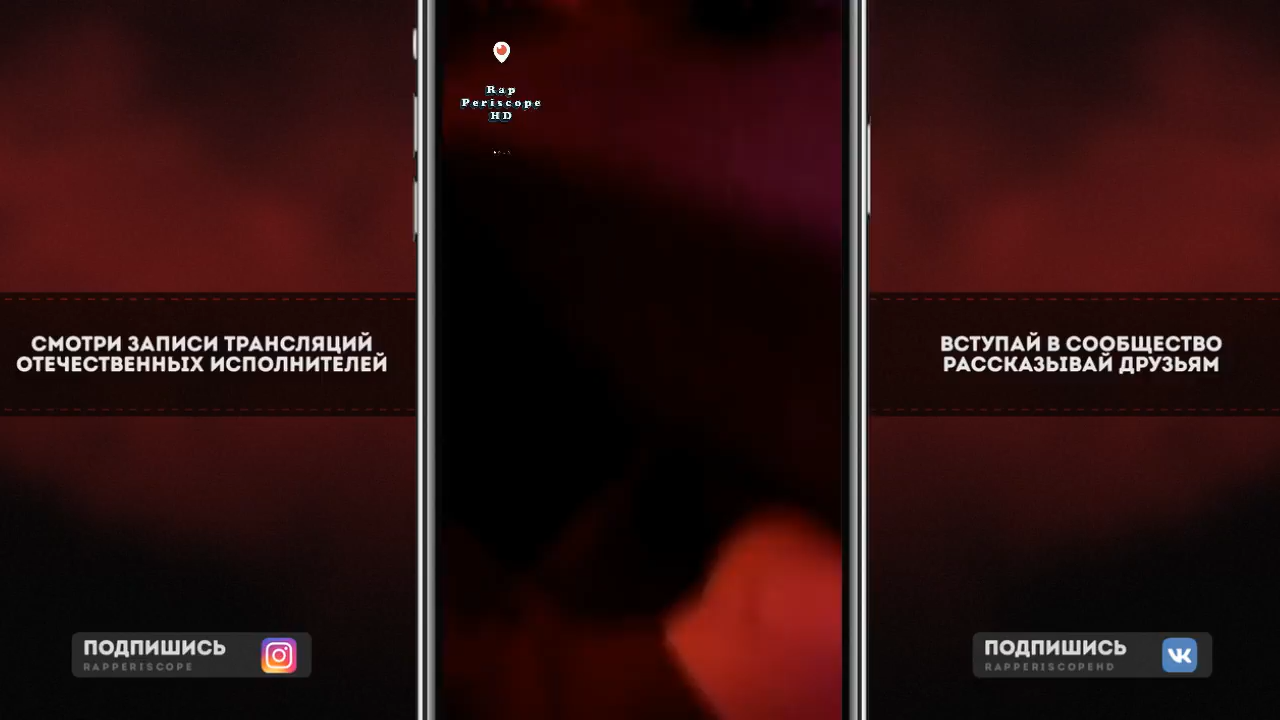 Rap
Periscope
HD
СМОТРИ ЗАПИСИ ТРАНСЛЯЦИЙ
ОТЕЧЕСТВЕННЫХ ИСПОЛНИТЕЛЕЙ
ВСТУПАЙ В СООБЩЕСТВО
РАССКАЗЫВАЙ ДРУЗЬЯМ
ПОДПИШИСЬ
RAPPERISCOPE
ПОДПИШИСЬ
RAPPERISCOPEHD